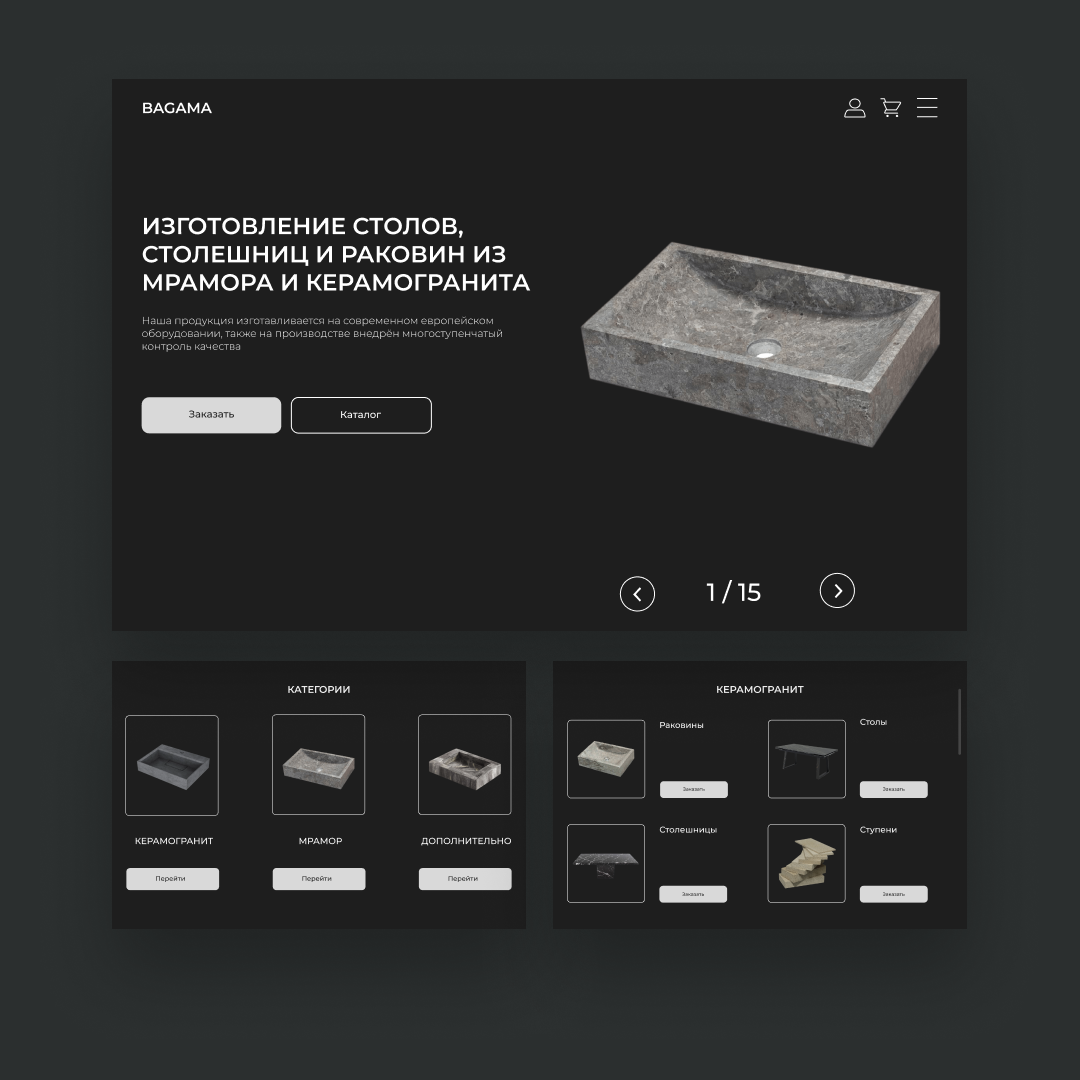 BAGAMA
ИЗГОТОВЛЕНИЕ СТОЛОВ,
СТОЛЕШНИЦ И РАКОВИН ИЗ
МРАМОРА И КЕРАМОГРАНИТА
Наша продукция изготавливается на современном европейском
оборудовании, также на производстве внедрён многоступенчатый
контроль качества
Заказать
Каталог
1 / 15
КАТЕГОРИИ
КЕРАМОГРАНИТ
МРАМОР
ДОПОЛНИТЕЛЬНО
Перейти
Перейти
Перейти
КЕРАМОГРАНИТ
Раковины
Заказать
Столы
Заказать
Столешницы
Заказать
Ступени
Заказать